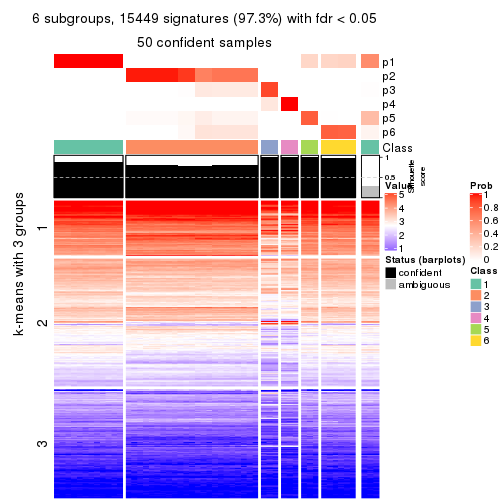 6 subgroups, 15449 signatures (97.3%) with fdr < 0.05
50 confident samples
p1
p2
p3
p4
p5
p6
Class
1
0.5
0
Silhouette
score
k-means with 3 groups
1
2
3
Value
5
4
3
2
1
Status (barplots)
confident
ambiguous
Prob
1
0.8
0.6
0.4
0.2
0
Class
1
2
3
4
5
6